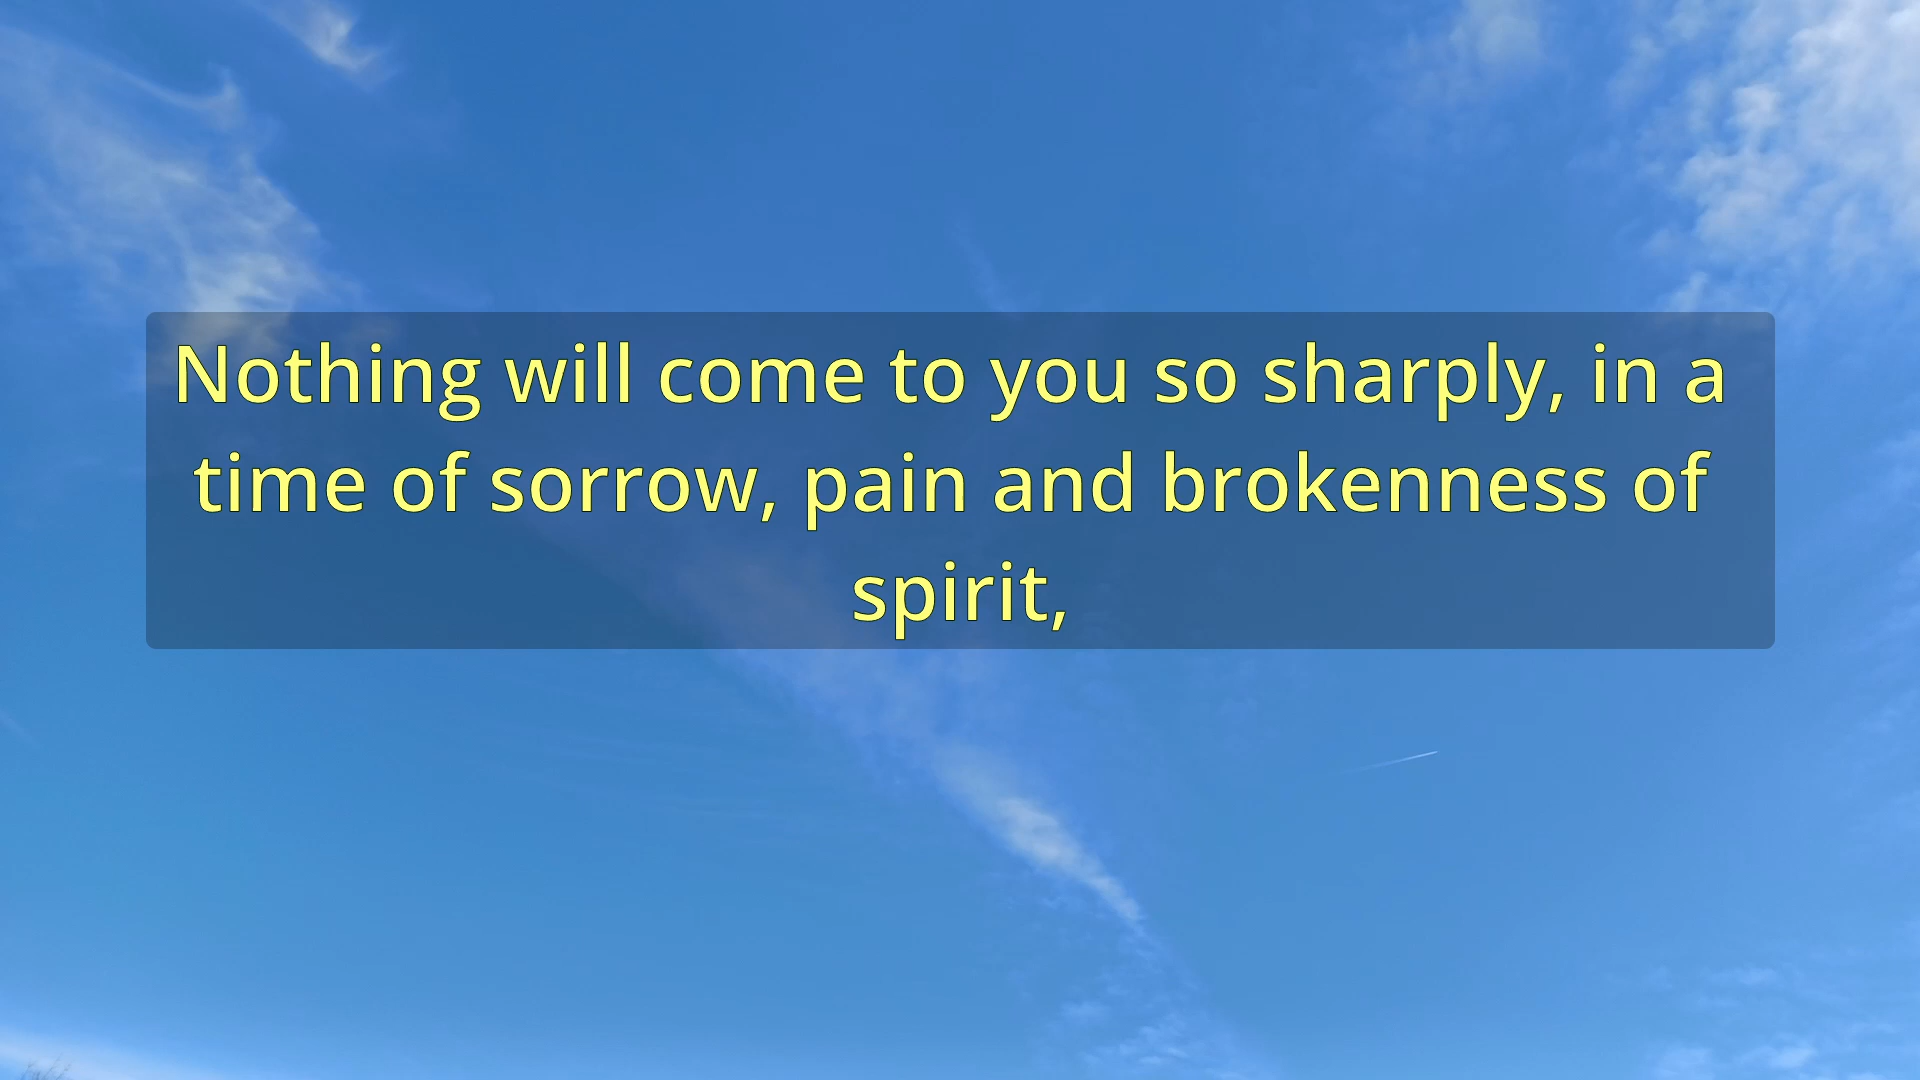 Nothing will come to you so sharply, in a
time of sorrow, pain and brokenness of
spirit,